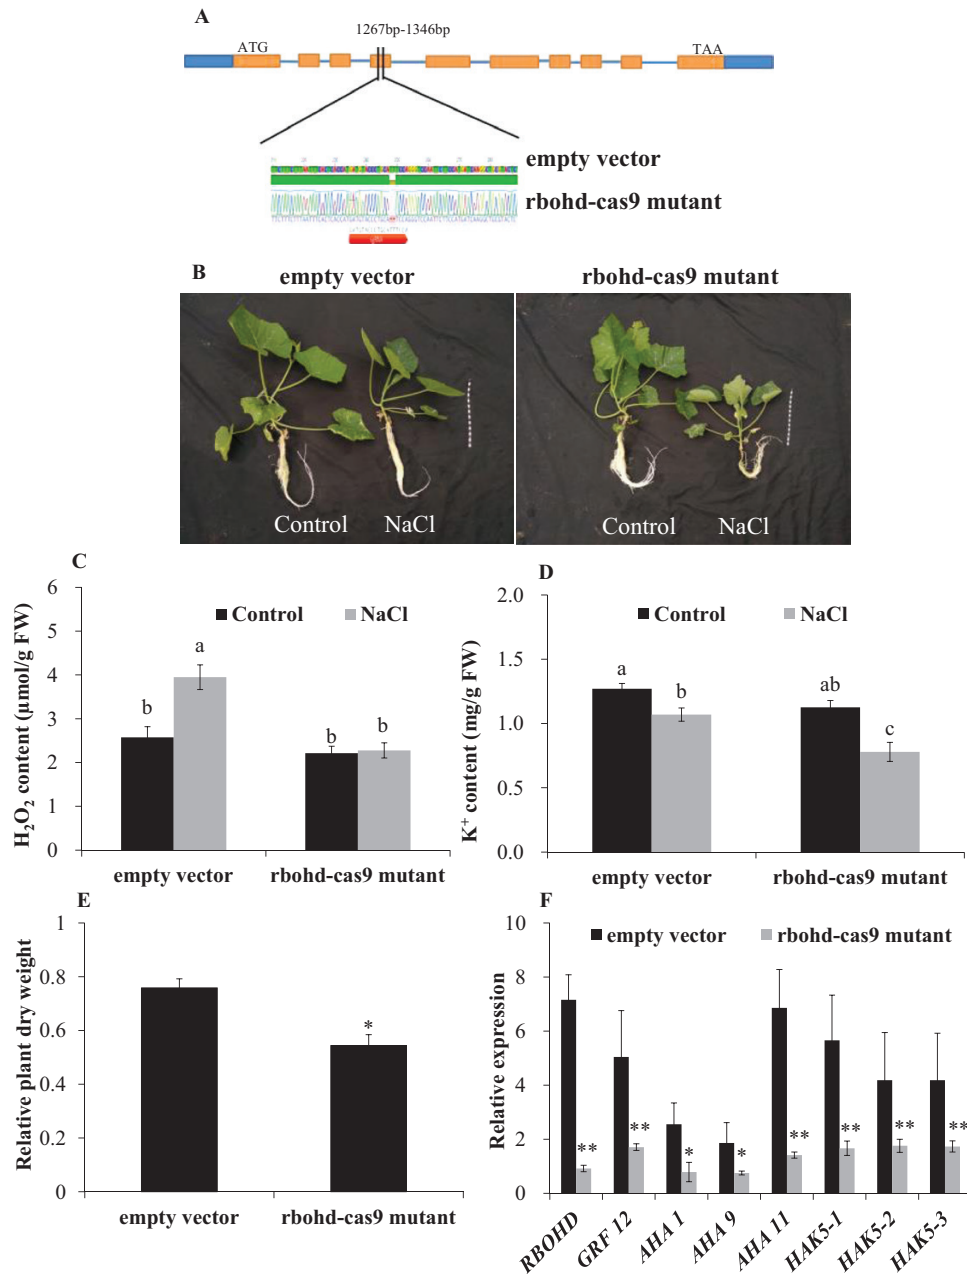 A
1267bp-1346bp
ATG
TAA
empty vector
rbohd-cas9 mutant
B
empty vector
rbohd-cas9 mutant
Control
NaCl
Control
NaCl
C
H₂O₂ content (μmol/g FW)
6
5
4
3
2
1
0
Control
NaCl
b
a
b
b
empty vector
rbohd-cas9 mutant
D
K⁺ content (mg/g FW)
2.0
1.5
1.0
0.5
0.0
Control
NaCl
a
b
ab
c
empty vector
rbohd-cas9 mutant
E
Relative plant dry weight
1
0.8
0.6
0.4
0.2
0
*
empty vector
rbohd-cas9 mutant
F
Relative expression
10
8
6
4
2
0
empty vector
rbohd-cas9 mutant
**
**
*
*
**
**
**
**
RBOHD
GRF 12
AHA 1
AHA 9
AHA 11
HAK5-1
HAK5-2
HAK5-3